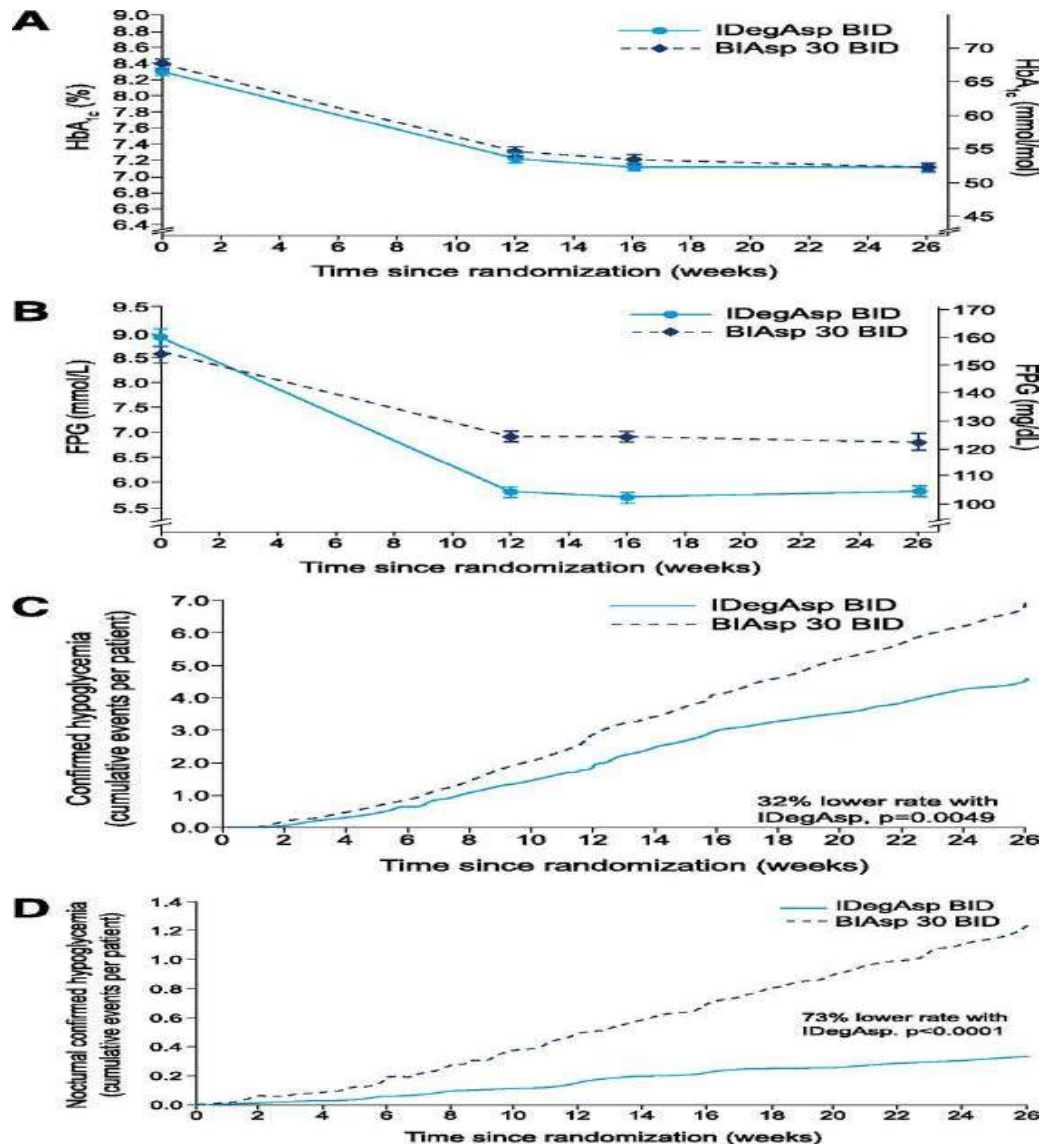 A
IDegAsp BID
BIAsp 30 BID
HbA1c (%)
HbA1c (mmol/mol)
9.0
8.8
8.6
8.4
8.2
8.0
7.8
7.6
7.4
7.2
7.0
6.8
6.6
6.4
70
65
60
55
50
45
0 2 4 6 8 10 12 14 16 18 20 22 24 26
Time since randomization (weeks)
B
IDegAsp BID
BIAsp 30 BID
FPG (mmol/L)
FPG (mg/dL)
9.5
9.0
8.5
8.0
7.5
7.0
6.5
6.0
5.5
170
160
150
140
130
120
110
100
0 2 4 6 8 10 12 14 16 18 20 22 24 26
Time since randomization (weeks)
C
IDegAsp BID
BIAsp 30 BID
Confirmed hypoglycemia
(cumulative events per patient)
7.0
6.0
5.0
4.0
3.0
2.0
1.0
0.0
32% lower rate with
IDegAsp, p=0.0049
0 2 4 6 8 10 12 14 16 18 20 22 24 26
Time since randomization (weeks)
D
IDegAsp BID
BIAsp 30 BID
Nocturnal confirmed hypoglycemia
(cumulative events per patient)
1.4
1.2
1.0
0.8
0.6
0.4
0.2
0.0
73% lower rate with
IDegAsp. p<0.0001
0 2 4 6 8 10 12 14 16 18 20 22 24 26
Time since randomization (weeks)